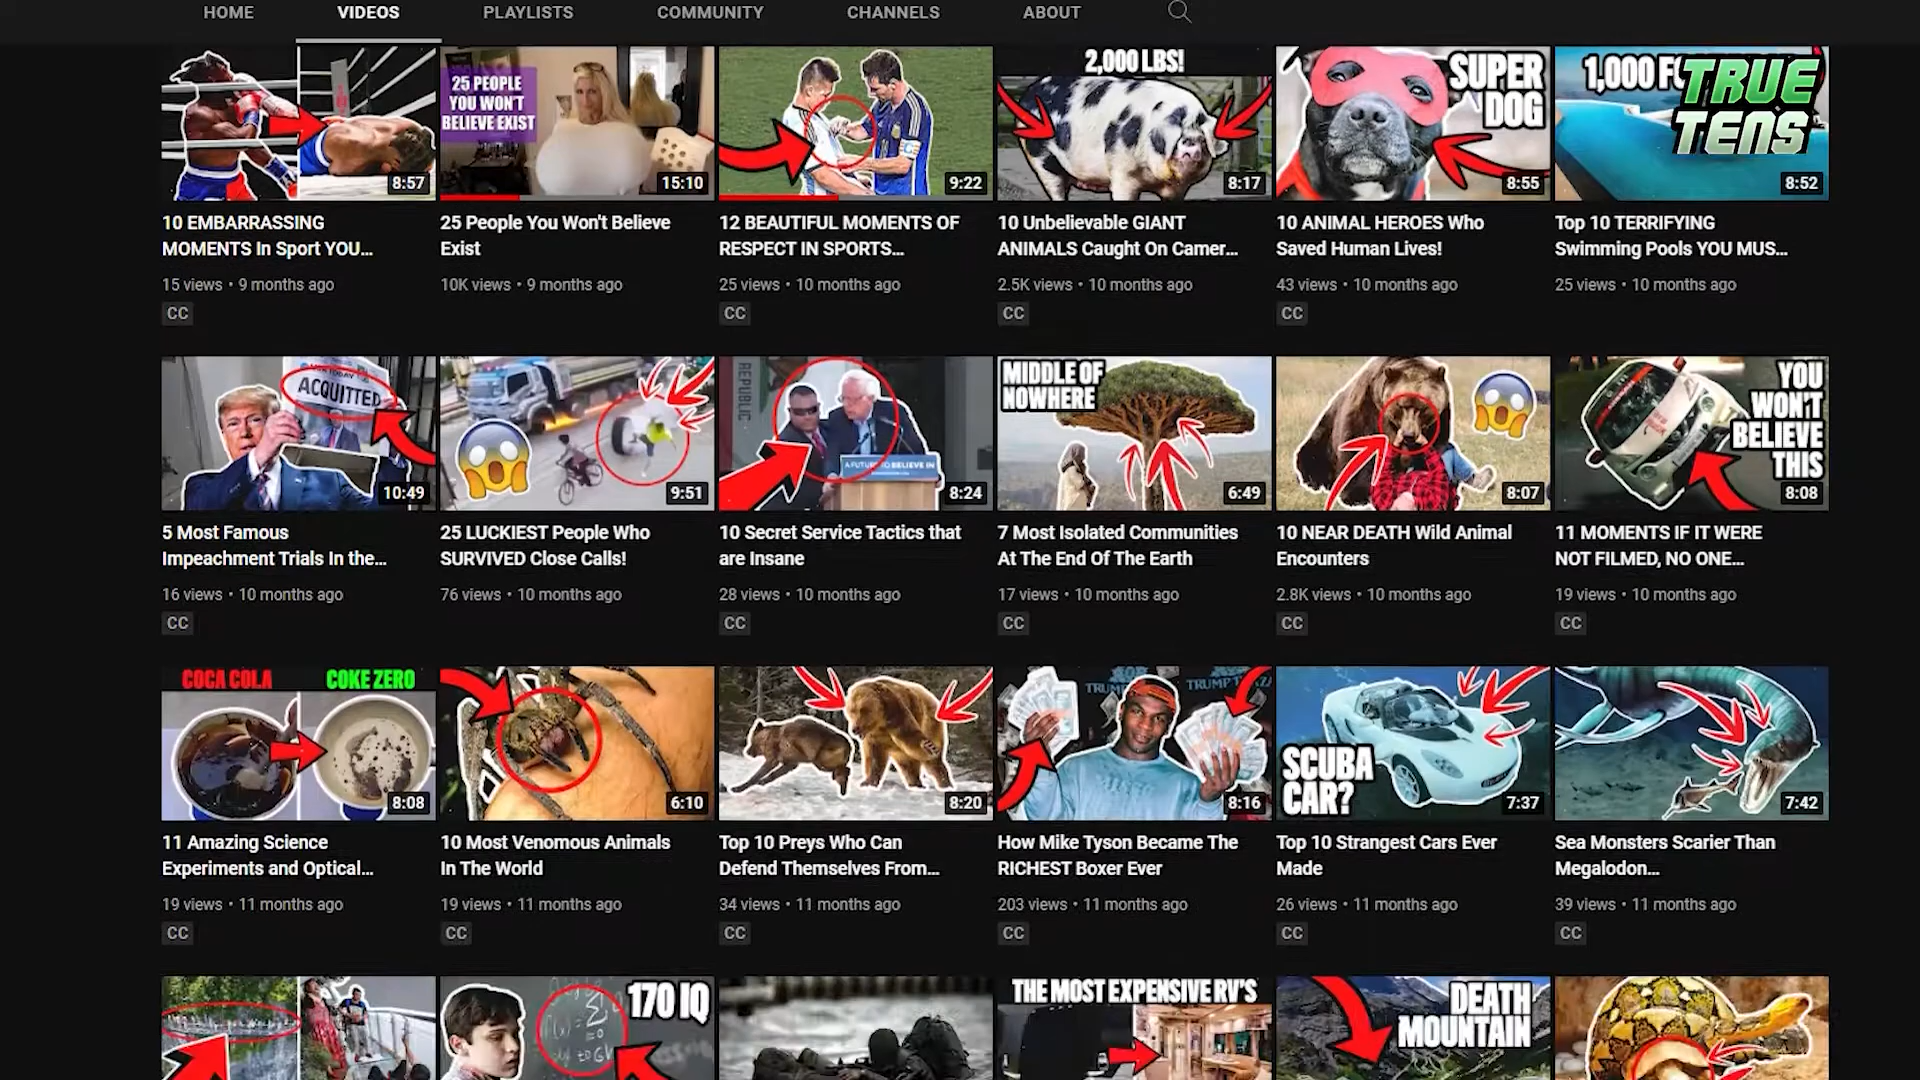 HOME VIDEOS PLAYLISTS COMMUNITY CHANNELS ABOUT
8:57
25 PEOPLE
YOU WON'T
BELIEVE EXIST
15:10
9:22
2,000 LBS!
8:17
SUPER
DOG
8:55
1,000
TRUE
TENS
8:52
10 EMBARRASSING
MOMENTS In Sport YOU...
15 views • 9 months ago
CC
25 People You Won't Believe
Exist
10K views • 9 months ago
12 BEAUTIFUL MOMENTS OF
RESPECT IN SPORTS...
25 views • 10 months ago
CC
10 Unbelievable GIANT
ANIMALS Caught On Camer...
2.5K views • 10 months ago
CC
10 ANIMAL HEROES Who
Saved Human Lives!
43 views • 10 months ago
CC
Top 10 TERRIFYING
Swimming Pools YOU MUS...
25 views • 10 months ago
ACQUITTED
10:49
9:51
REPUBLIC
A FUTURE TO BELIEVE IN
8:24
MIDDLE OF
NOWHERE
6:49
8:07
YOU
WON'T
BELIEVE
THIS
8:08
5 Most Famous
Impeachment Trials In the...
16 views • 10 months ago
CC
25 LUCKIEST People Who
SURVIVED Close Calls!
76 views • 10 months ago
10 Secret Service Tactics that
are Insane
28 views • 10 months ago
CC
7 Most Isolated Communities
At The End Of The Earth
17 views • 10 months ago
CC
10 NEAR DEATH Wild Animal
Encounters
2.8K views • 10 months ago
CC
11 MOMENTS IF IT WERE
NOT FILMED, NO ONE...
19 views • 10 months ago
CC
COCA COLA COKE ZERO
8:08
6:10
8:20
TRUMP
8:16
SCUBA
CAR?
7:37
7:42
11 Amazing Science
Experiments and Optical...
19 views • 11 months ago
CC
10 Most Venomous Animals
In The World
19 views • 11 months ago
CC
Top 10 Preys Who Can
Defend Themselves From...
34 views • 11 months ago
CC
How Mike Tyson Became The
RICHEST Boxer Ever
203 views • 11 months ago
CC
Top 10 Strangest Cars Ever
Made
26 views • 11 months ago
CC
Sea Monsters Scarier Than
Megalodon...
39 views • 11 months ago
CC
170 IQ
THE MOST EXPENSIVE RV'S
DEATH
MOUNTAIN